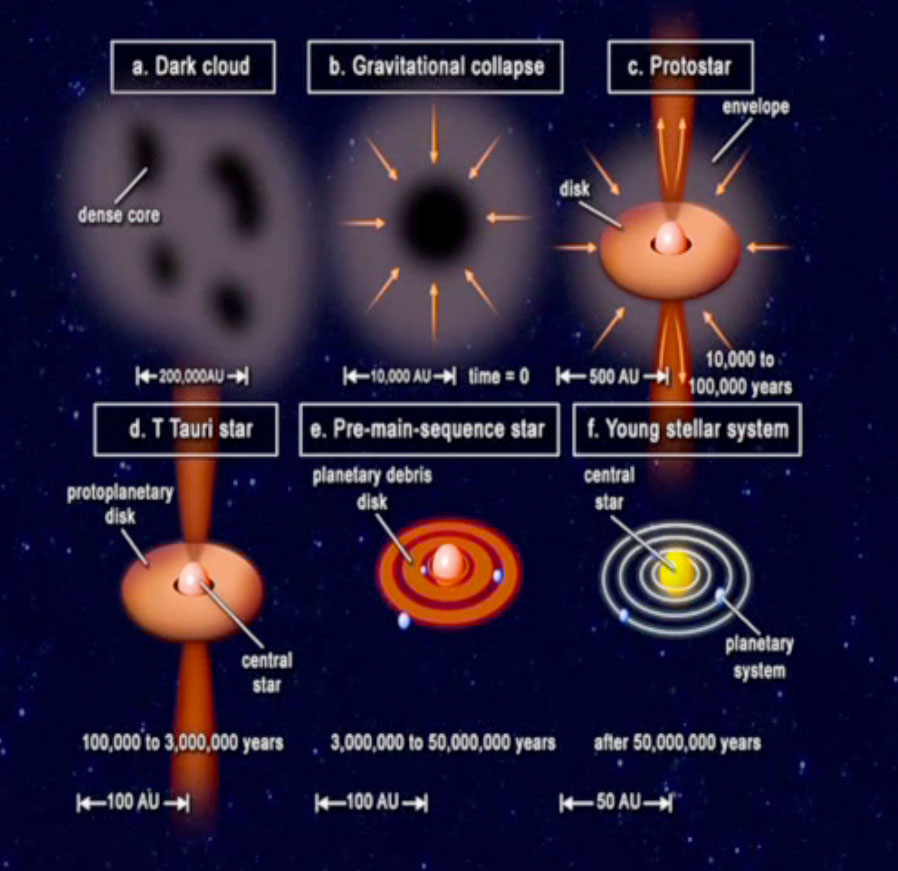 a. Dark cloud
b. Gravitational collapse
c. Protostar
envelope
disk
dense core
200,000AU
10,000 AU
time = 0
500 AU
10,000 to
100,000 years
d. T Tauri star
e. Pre-main-sequence star
f. Young stellar system
protoplanetary
disk
planetary debris
disk
central
star
central
star
planetary
system
100,000 to 3,000,000 years
3,000,000 to 50,000,000 years
after 50,000,000 years
100 AU
100 AU
50 AU